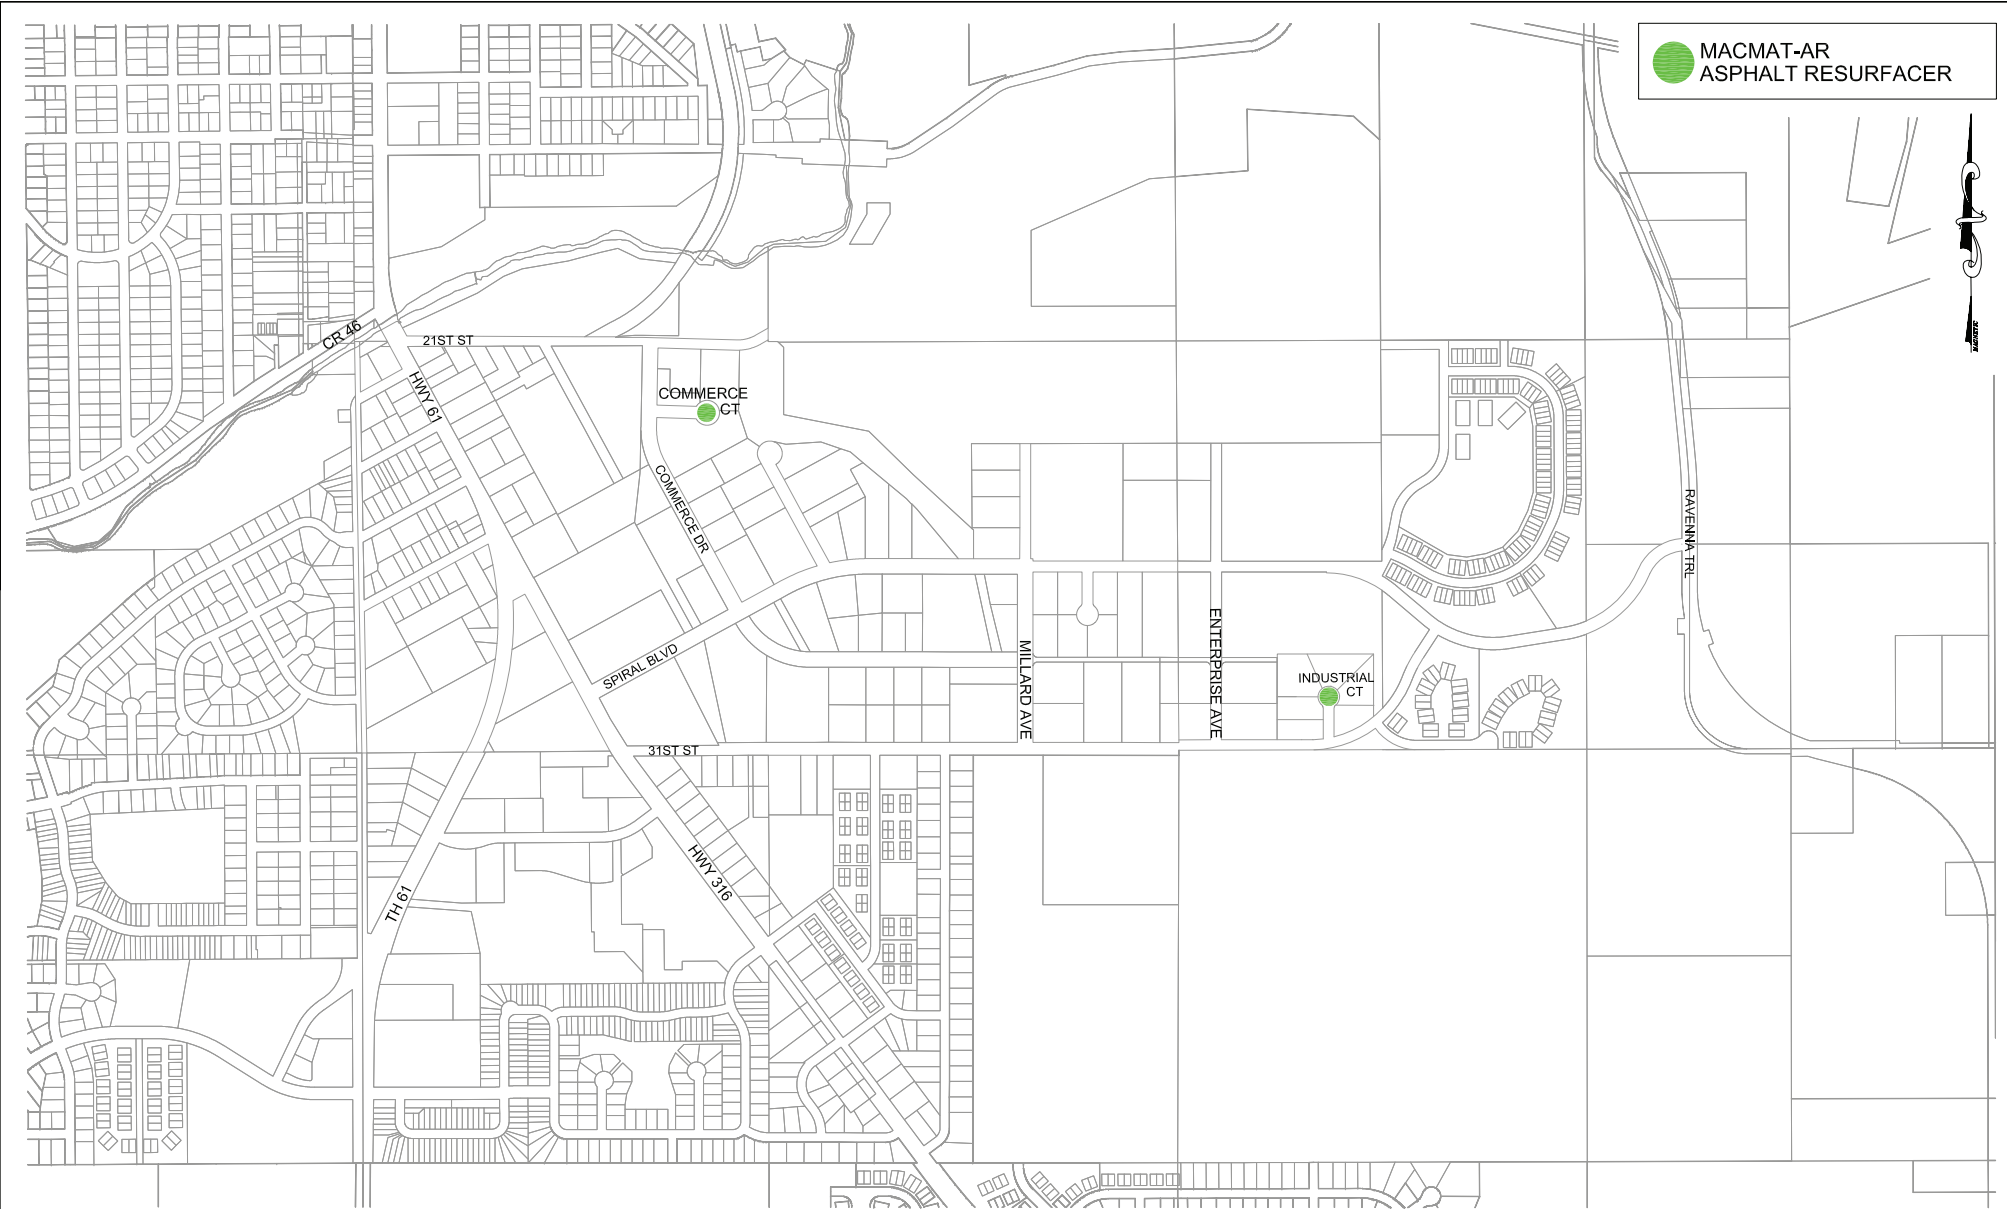 MACMAT-AR
ASPHALT RESURFACER
MAGNETIC
CR 46
21ST ST
HWY 61
COMMERCE
CT
COMMERCE DR
RAVENNA TRL
SPIRAL BLVD
MILLARD AVE
ENTERPRISE AVE
INDUSTRIAL
CT
31ST ST
HWY 316
TH 61